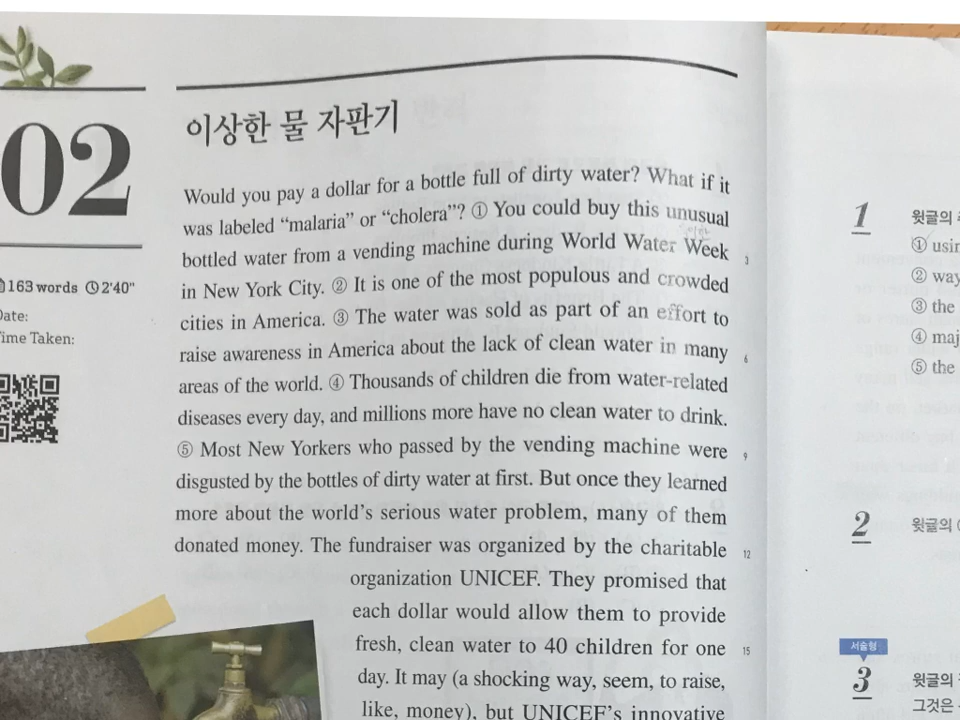 02
163 words 2'40"
Date:
Time Taken:
이상한 물 자판기
Would you pay a dollar for a bottle full of dirty water? What if it
was labeled “malaria” or “cholera”? ① You could buy this unusual
bottled water from a vending machine during World Water Week
3
in New York City. ② It is one of the most populous and crowded
cities in America. ③ The water was sold as part of an effort to
raise awareness in America about the lack of clean water in many
6
areas of the world. ④ Thousands of children die from water-related
diseases every day, and millions more have no clean water to drink.
⑤ Most New Yorkers who passed by the vending machine were
9
disgusted by the bottles of dirty water at first. But once they learned
more about the world’s serious water problem, many of them
donated money. The fundraiser was organized by the charitable
12
organization UNICEF. They promised that
each dollar would allow them to provide
fresh, clean water to 40 children for one
15
day. It may (a shocking way, seem, to raise,
like, money), but UNICEF’s innovative
1
윗글의
①
② way
③ the
④ maj
⑤ the
2
윗글의
서술형
3
윗글의
그것은